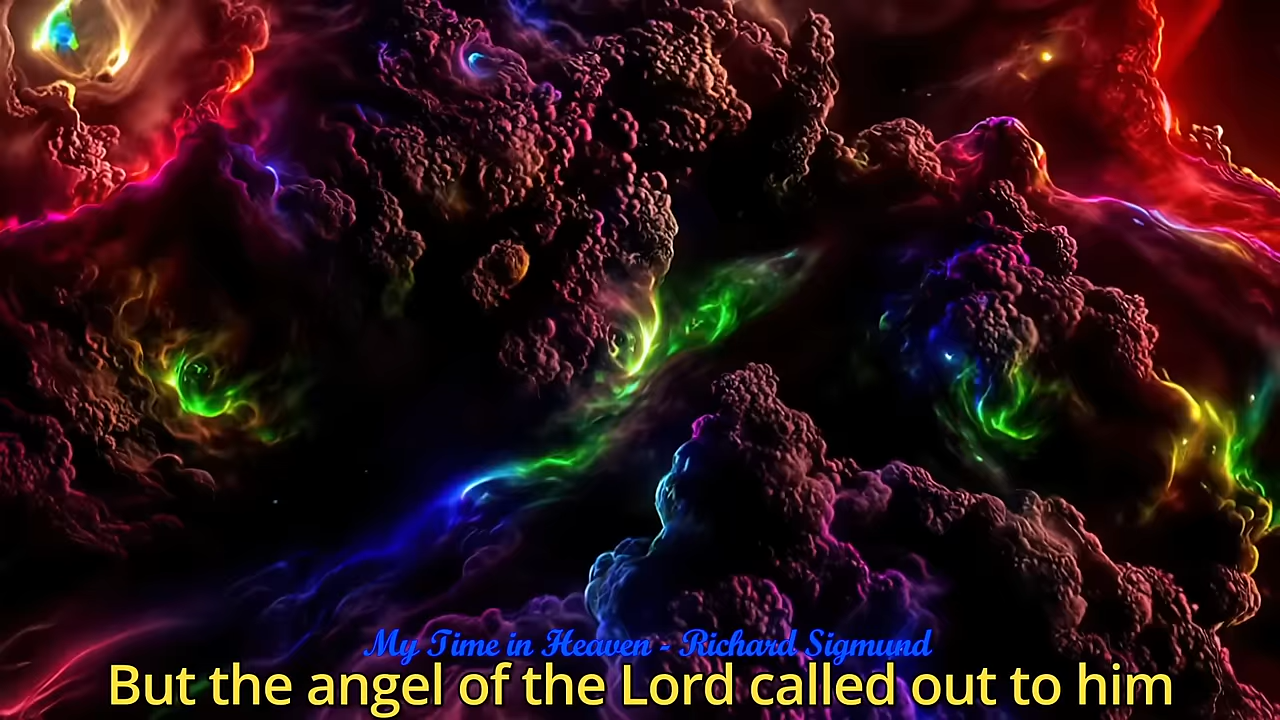 My Time in Heaven - Richard Sigmund
But the angel of the Lord called out to him